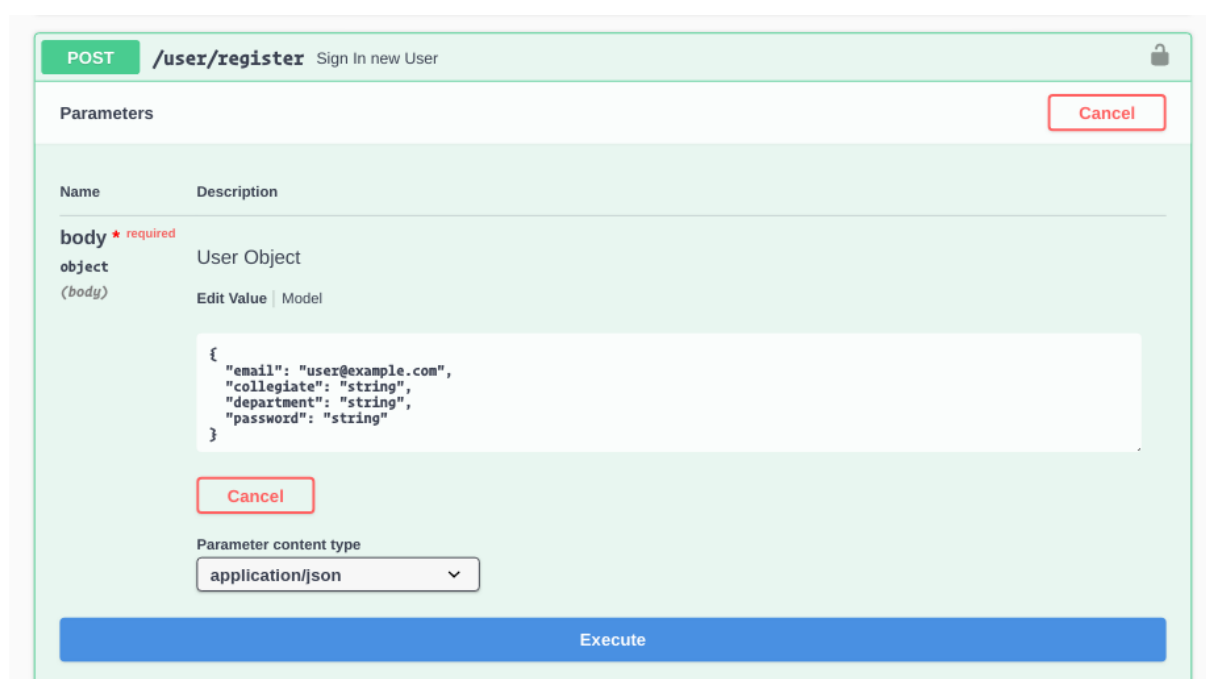 POST /user/register Sign In new User
Parameters Cancel
Name Description
body * required
object
(body)
User Object
Edit Value | Model
{
  "email": "user@example.com",
  "collegiate": "string",
  "department": "string",
  "password": "string"
}
Cancel
Parameter content type
application/json
Execute